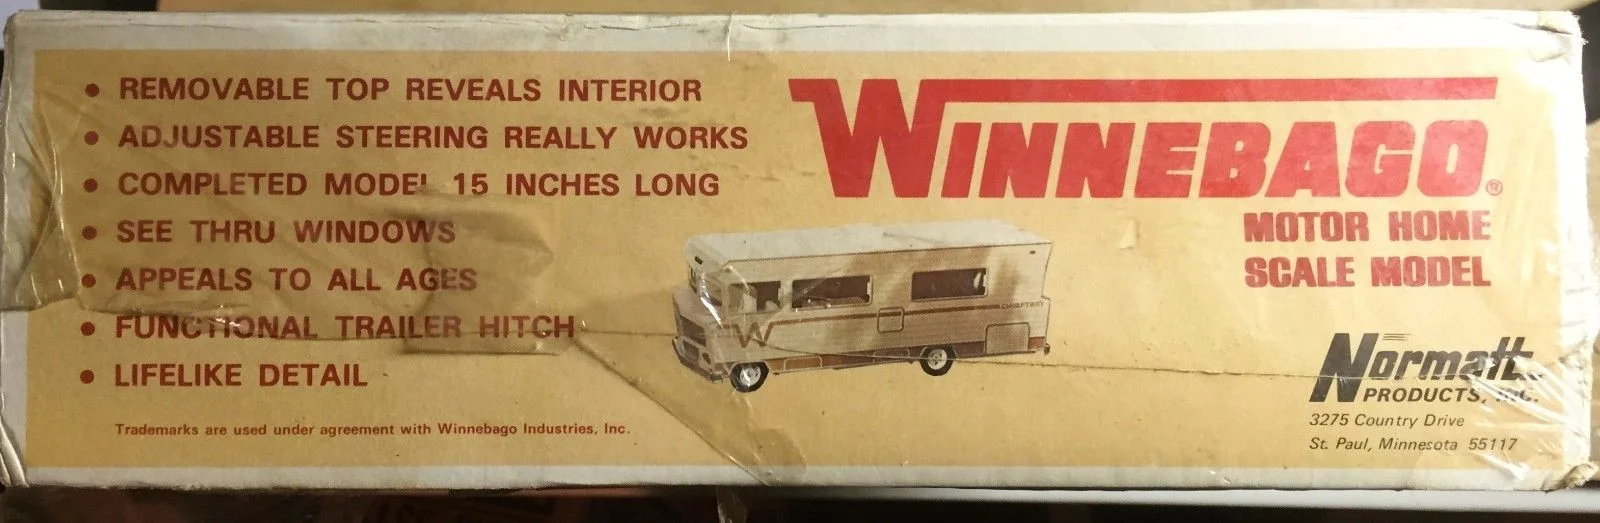 • REMOVABLE TOP REVEALS INTERIOR
• ADJUSTABLE STEERING REALLY WORKS
• COMPLETED MODEL 15 INCHES LONG
• SEE THRU WINDOWS
• APPEALS TO ALL AGES
• FUNCTIONAL TRAILER HITCH
• LIFELIKE DETAIL
Trademarks are used under agreement with Winnebago Industries, Inc.
WINNEBAGO®
MOTOR HOME
SCALE MODEL
CHIEFTAIN
W
Normatt
PRODUCTS, INC.
3275 Country Drive
St. Paul, Minnesota 55117